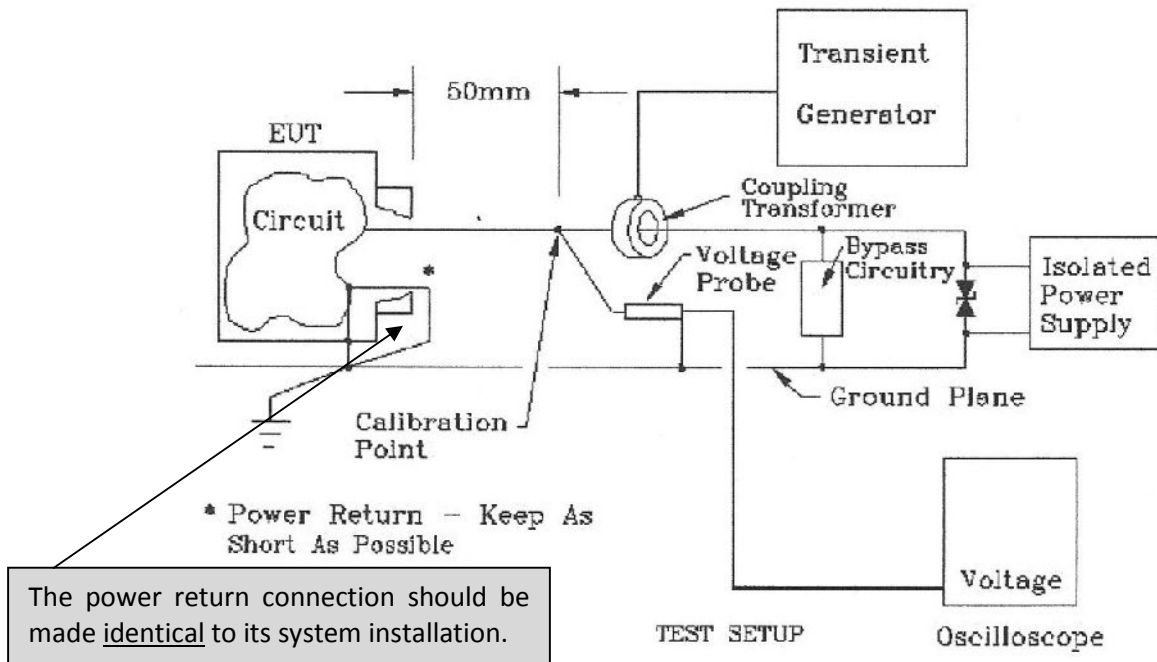 Transient
Generator
50mm
EUT
Circuit
*
Coupling
Transformer
Voltage
Probe
Bypass
Circuitry
Isolated
Power
Supply
Ground Plane
Calibration
Point
* Power Return – Keep As
Short As Possible
Voltage
The power return connection should be
made identical to its system installation.
TEST SETUP
Oscilloscope